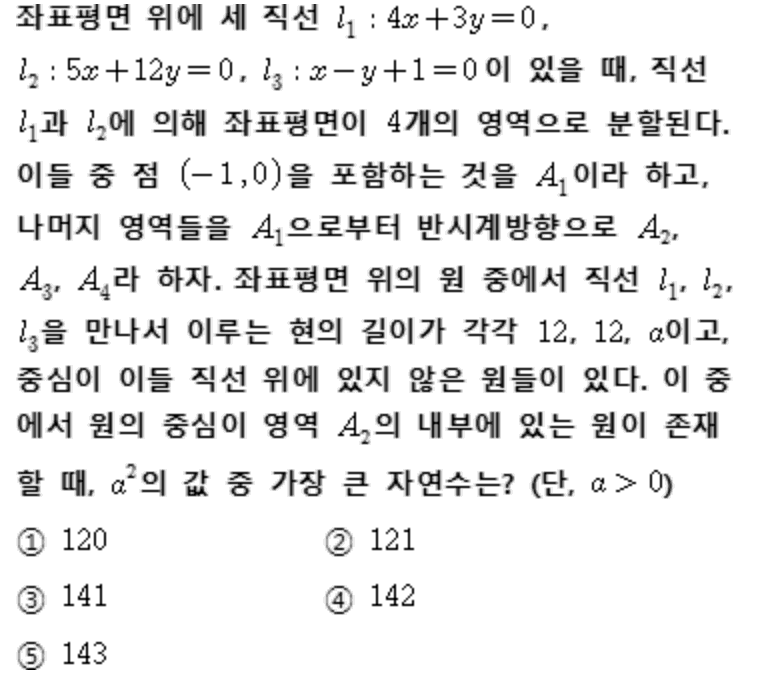 좌표평면 위에 세 직선 l₁ : 4x+3y=0,
l₂ : 5x+12y=0, l₃ : x-y+1=0이 있을 때, 직선
l₁과 l₂에 의해 좌표평면이 4개의 영역으로 분할된다.
이들 중 점 (-1,0)을 포함하는 것을 A₁이라 하고,
나머지 영역들을 A₁으로부터 반시계방향으로 A₂,
A₃, A₄라 하자. 좌표평면 위의 원 중에서 직선 l₁, l₂,
l₃을 만나서 이루는 현의 길이가 각각 12, 12, a이고,
중심이 이들 직선 위에 있지 않은 원들이 있다. 이 중
에서 원의 중심이 영역 A₂의 내부에 있는 원이 존재
할 때, a²의 값 중 가장 큰 자연수는? (단, a > 0)
① 120 ② 121
③ 141 ④ 142
⑤ 143